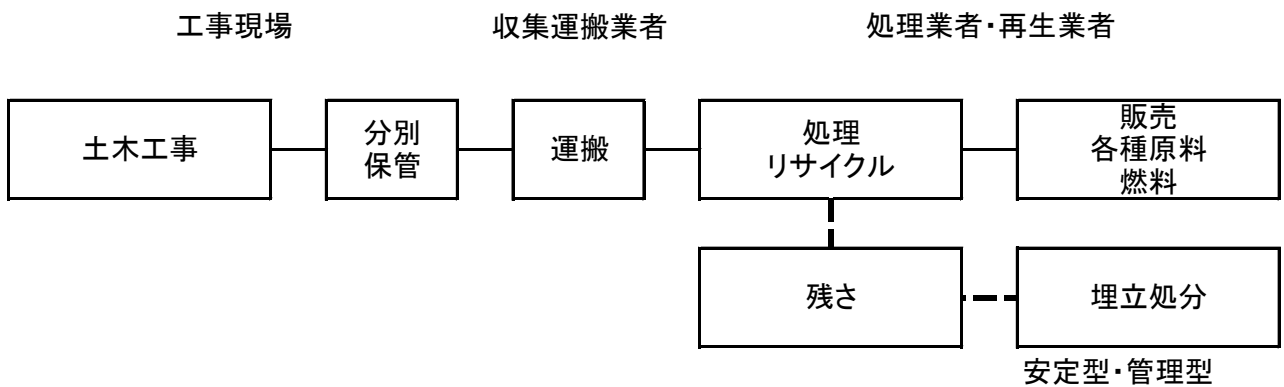 工事現場
収集運搬業者
処理業者・再生業者
土木工事
分別
保管
運搬
処理
リサイクル
販売
各種原料
燃料
残さ
埋立処分
安定型・管理型